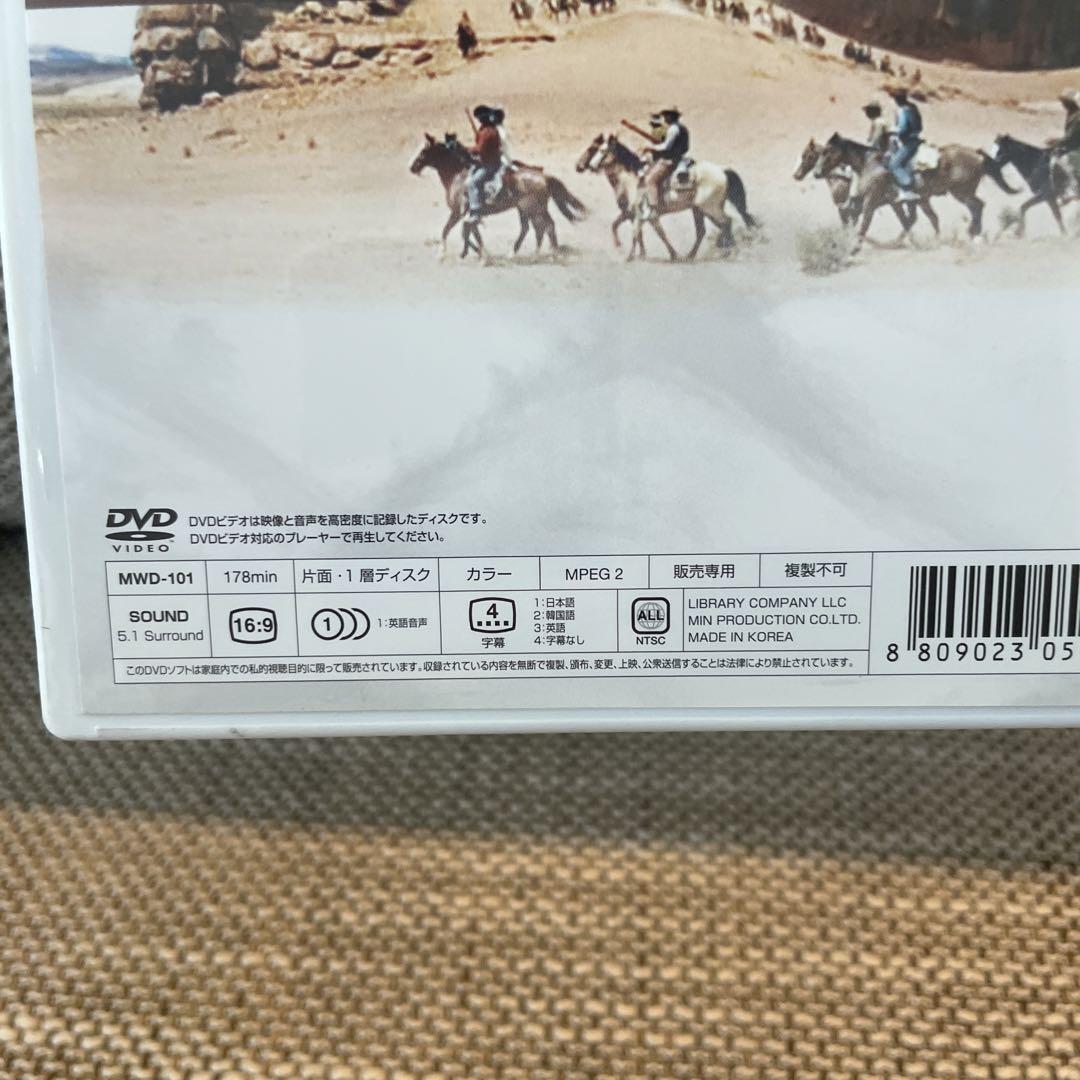 DVD
VIDEO
DVDビデオは映像と音声を高密度に記録したディスクです。
DVDビデオ対応のプレーヤーで再生してください。
MWD-101
178min
片面・1層ディスク
カラー
MPEG 2
販売専用
複製不可
SOUND
5.1 Surround
16:9
1
1:英語音声
4
字幕
1:日本語
2:韓国語
3:英語
4:字幕なし
ALL
NTSC
LIBRARY COMPANY LLC
MIN PRODUCTION CO.LTD.
MADE IN KOREA
このDVDソフトは家庭内での私的視聴目的に限って販売されています。収録されている内容を無断で複製、頒布、変更、上映、公衆送信することは法律により禁止されています。
8 809023 05